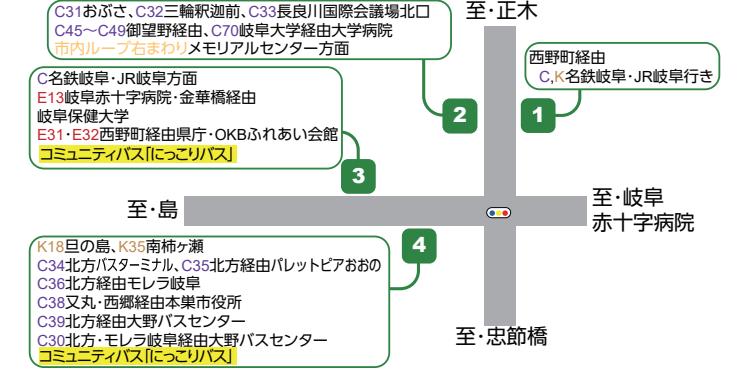 C31おぶさ、C32三輪釈迦前、C33長良川国際会議場北口
C45～C49御望野経由、C70岐阜大学経由大学病院
市内ループ右まわりメモリアルセンター方面
至・正木
西野町経由
C,K名鉄岐阜・JR岐阜行き
1
2
C名鉄岐阜・JR岐阜方面
E13岐阜赤十字病院・金華橋経由
岐阜保健大学
E31・E32西野町経由県庁・OKBふれあい会館
コミュニティバス「にっこりバス」
3
至・島
至・岐阜
赤十字病院
4
K18旦の島、K35南柿ヶ瀬
C34北方バスターミナル、C35北方経由パレットピアおおの
C36北方経由モレラ岐阜
C38又丸・西郷経由本巣市役所
C39北方経由大野バスセンター
C30北方・モレラ岐阜経由大野バスセンター
コミュニティバス「にっこりバス」
至・忠節橋